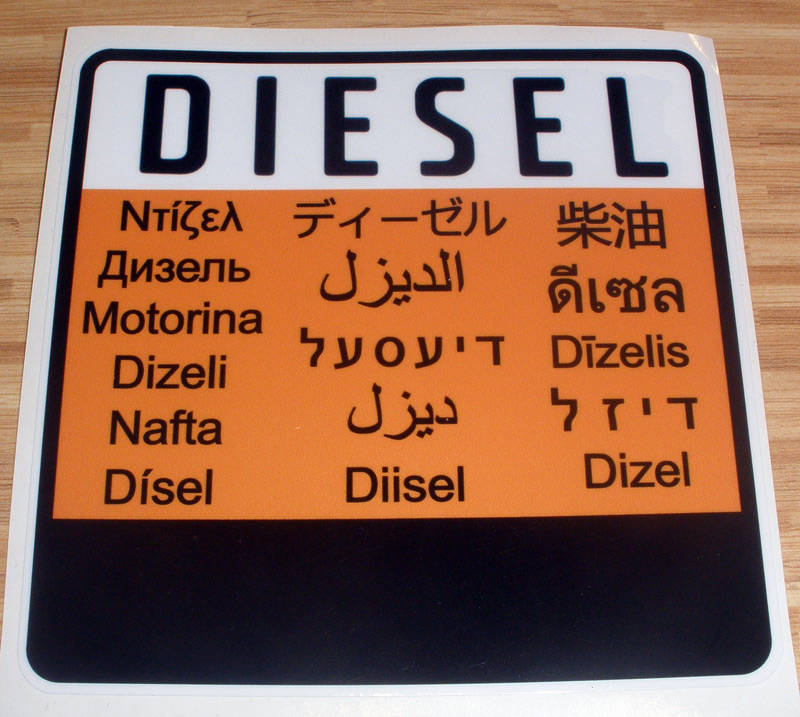 DIESEL
Ντίζελ
Дизель
Motorina
Dizeli
Nafta
Dísel
ディーゼル
الديزل
דיעסעל
ديزل
Diisel
柴油
ดีเซล
Dīzelis
דיזל
Dizel